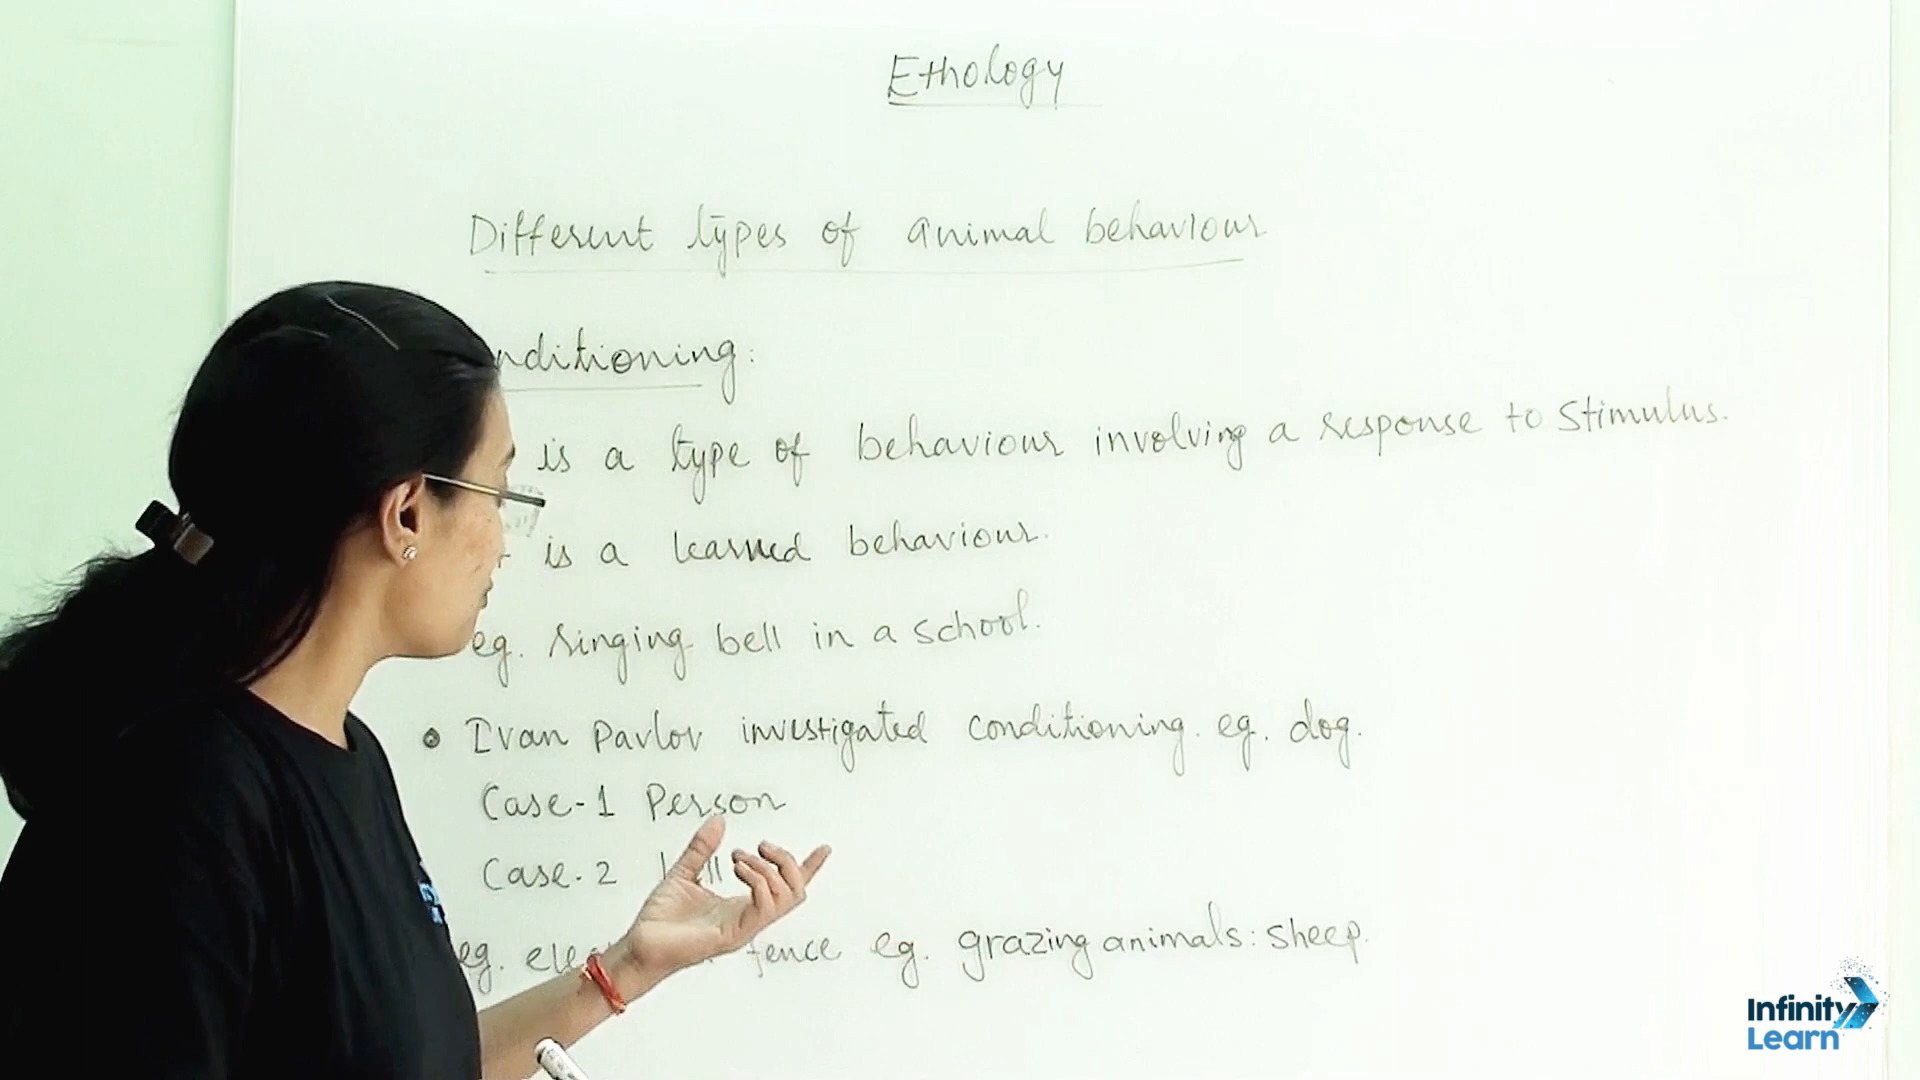 Ethology
Different types of animal behaviour
nditioning:
is a type of behaviour involving a response to stimulus.
is a learned behaviour.
eg. ringing bell in a school.
• Ivan Pavlov investigated conditioning. eg. dog.
Case-1 Person
Case-2
eg. fence eg. grazing animals: sheep.
Infinity
Learn